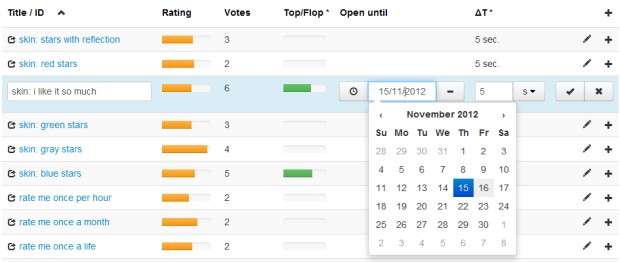 Title / ID Rating Votes Top/Flop * Open until ΔT *
skin: stars with reflection 3 5 sec.
skin: red stars 2 5 sec.
skin: i like it so much 6 15/11/2012 5 s
‹ November 2012 ›
Su Mo Tu We Th Fr Sa
28 29 30 31 1 2 3
skin: green stars 3
4 5 6 7 8 9 10
skin: gray stars 4
11 12 13 14 15 16 17
skin: blue stars 5
18 19 20 21 22 23 24
rate me once per hour 2
25 26 27 28 29 30 1
rate me once a month 2
2 3 4 5 6 7 8
rate me once a life 2